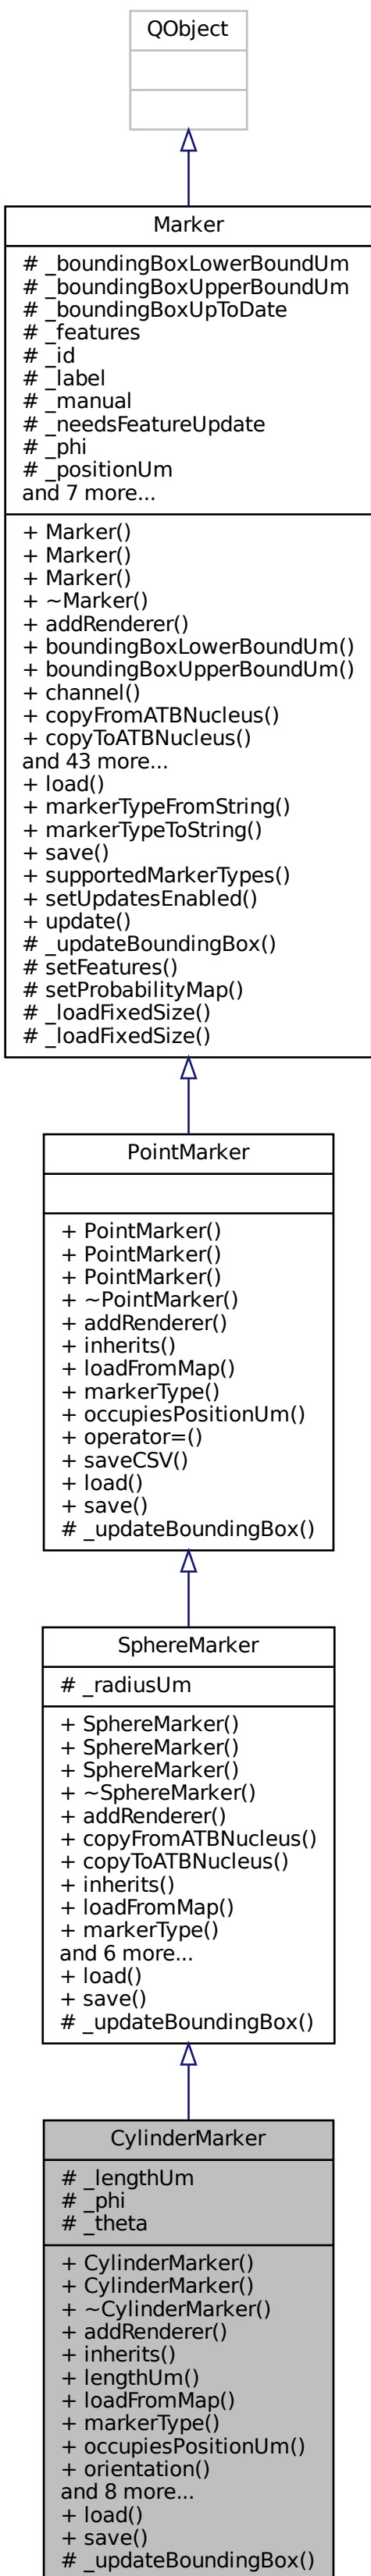 QObject
Marker
# _boundingBoxLowerBoundUm
# _boundingBoxUpperBoundUm
# _boundingBoxUpToDate
# _features
# _id
# _label
# _manual
# _needsFeatureUpdate
# _phi
# _positionUm
and 7 more...
+ Marker()
+ Marker()
+ Marker()
+ ~Marker()
+ addRenderer()
+ boundingBoxLowerBoundUm()
+ boundingBoxUpperBoundUm()
+ channel()
+ copyFromATBNucleus()
+ copyToATBNucleus()
and 43 more...
+ load()
+ markerTypeFromString()
+ markerTypeToString()
+ save()
+ supportedMarkerTypes()
+ setUpdatesEnabled()
+ update()
# _updateBoundingBox()
# setFeatures()
# setProbabilityMap()
# _loadFixedSize()
# _loadFixedSize()
PointMarker
+ PointMarker()
+ PointMarker()
+ PointMarker()
+ ~PointMarker()
+ addRenderer()
+ inherits()
+ loadFromMap()
+ markerType()
+ occupiesPositionUm()
+ operator=()
+ saveCSV()
+ load()
+ save()
# _updateBoundingBox()
SphereMarker
# _radiusUm
+ SphereMarker()
+ SphereMarker()
+ SphereMarker()
+ ~SphereMarker()
+ addRenderer()
+ copyFromATBNucleus()
+ copyToATBNucleus()
+ inherits()
+ loadFromMap()
+ markerType()
and 6 more...
+ load()
+ save()
# _updateBoundingBox()
CylinderMarker
# _lengthUm
# _phi
# _theta
+ CylinderMarker()
+ CylinderMarker()
+ ~CylinderMarker()
+ addRenderer()
+ inherits()
+ lengthUm()
+ loadFromMap()
+ markerType()
+ occupiesPositionUm()
+ orientation()
and 8 more...
+ load()
+ save()
# _updateBoundingBox()